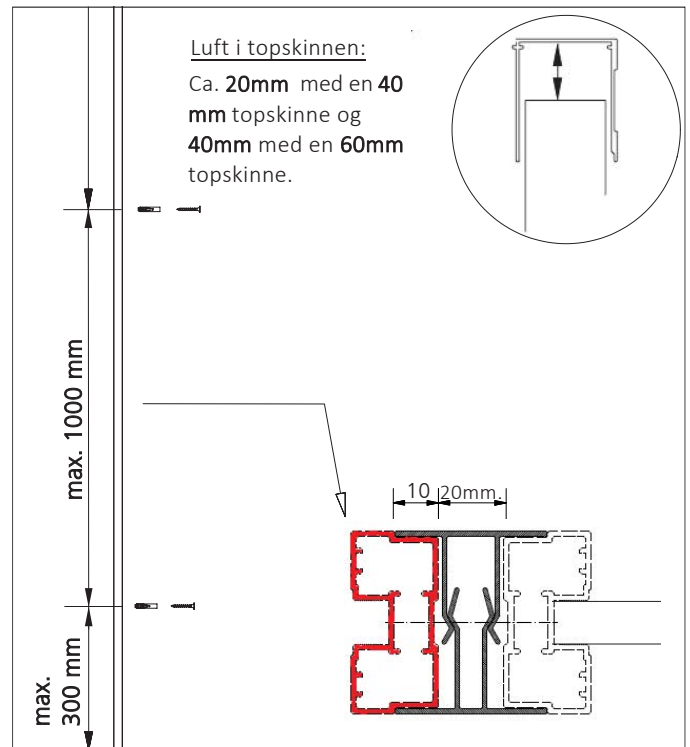 Luft i topskinnen:
Ca. 20mm med en 40
mm topskinne og
40mm med en 60mm
topskinne.
max. 1000 mm
10 20mm.
max.
300 mm